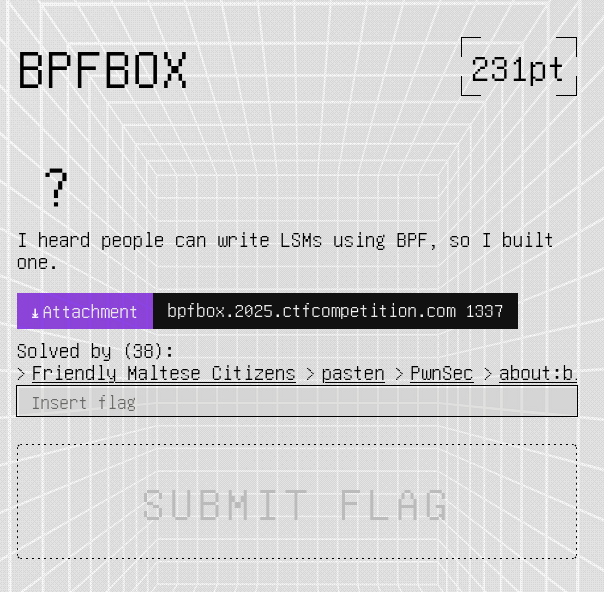 BPFBOX
231pt
?
I heard people can write LSMs using BPF, so I built
one.
Attachment
bpfbox.2025.ctfcompetition.com 1337
Solved by (38):
> Friendly Maltese Citizens > pasten > PwnSec > about:b.
Insert flag
SUBMIT FLAG